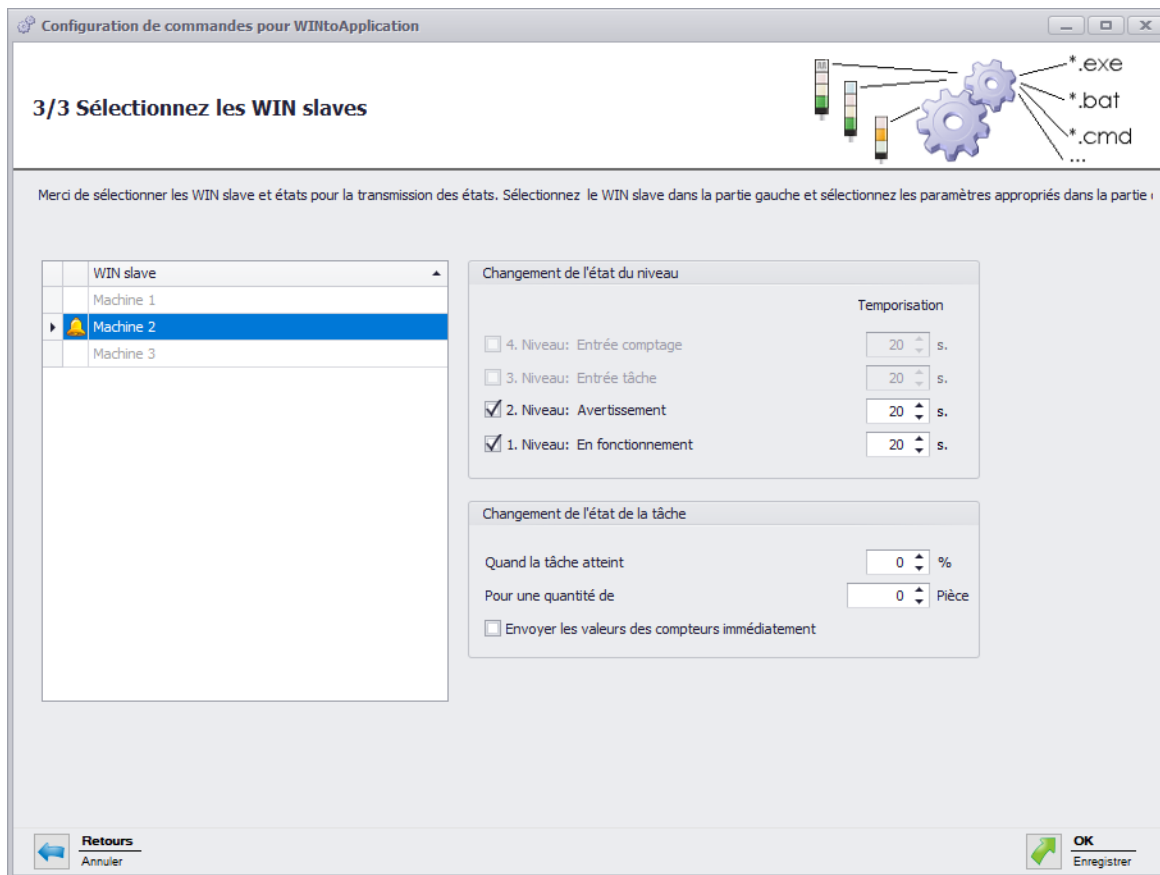 Configuration de commandes pour WINtoApplication
3/3 Sélectionnez les WIN slaves
*.exe
*.bat
*.cmd
...
Merci de sélectionner les WIN slave et états pour la transmission des états. Sélectionnez le WIN slave dans la partie gauche et sélectionnez les paramètres appropriés dans la partie
WIN slave
Machine 1
Machine 2
Machine 3
Changement de l'état du niveau
Temporisation
4. Niveau: Entrée comptage 20 s.
3. Niveau: Entrée tâche 20 s.
2. Niveau: Avertissement 20 s.
1. Niveau: En fonctionnement 20 s.
Changement de l'état de la tâche
Quand la tâche atteint 0 %
Pour une quantité de 0 Pièce
Envoyer les valeurs des compteurs immédiatement
Retours
Annuler
OK
Enregistrer